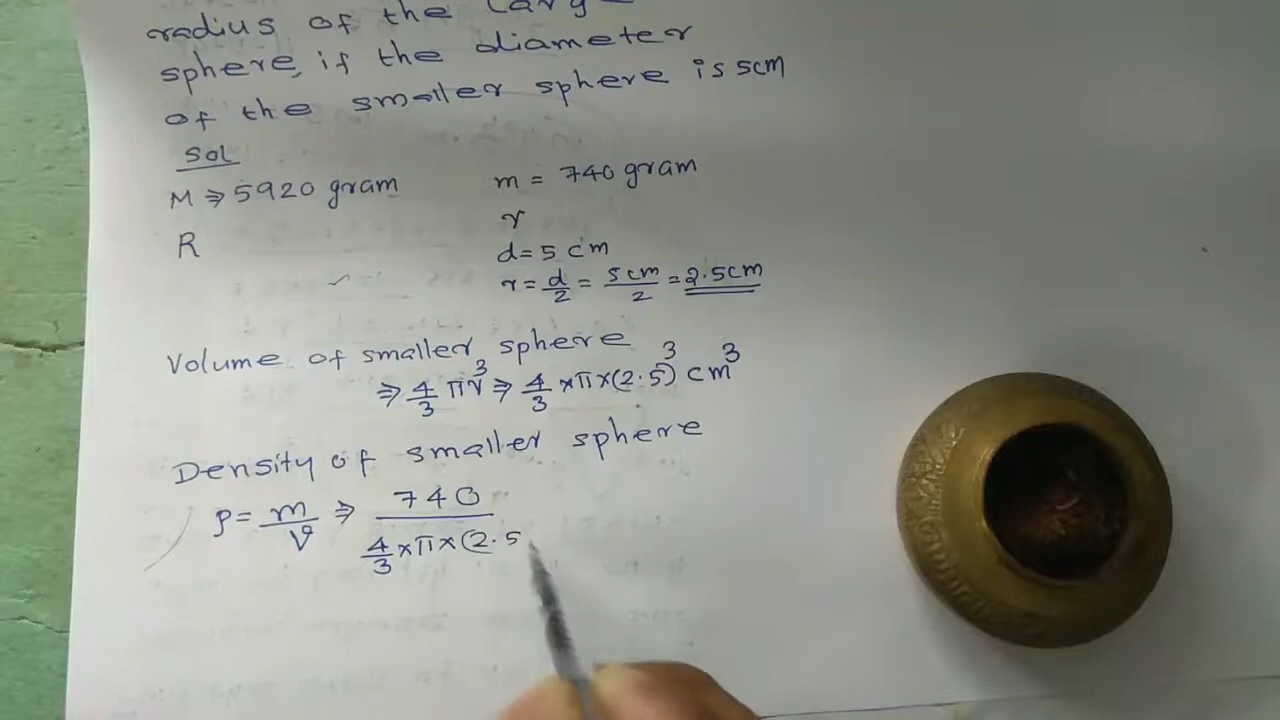 radius of the
sphere, if the diameter
of the smaller sphere is 5cm
Sol
M ⇒ 5920 gram m = 740 gram
R r
d = 5 cm
r = d/2 = 5cm/2 = 2.5cm
Volume of smaller sphere
⇒ 4/3 πr³ ⇒ 4/3 × π × (2.5)³ cm³
Density of smaller sphere
ρ = m/V ⇒ 740 / 4/3 × π × (2.5